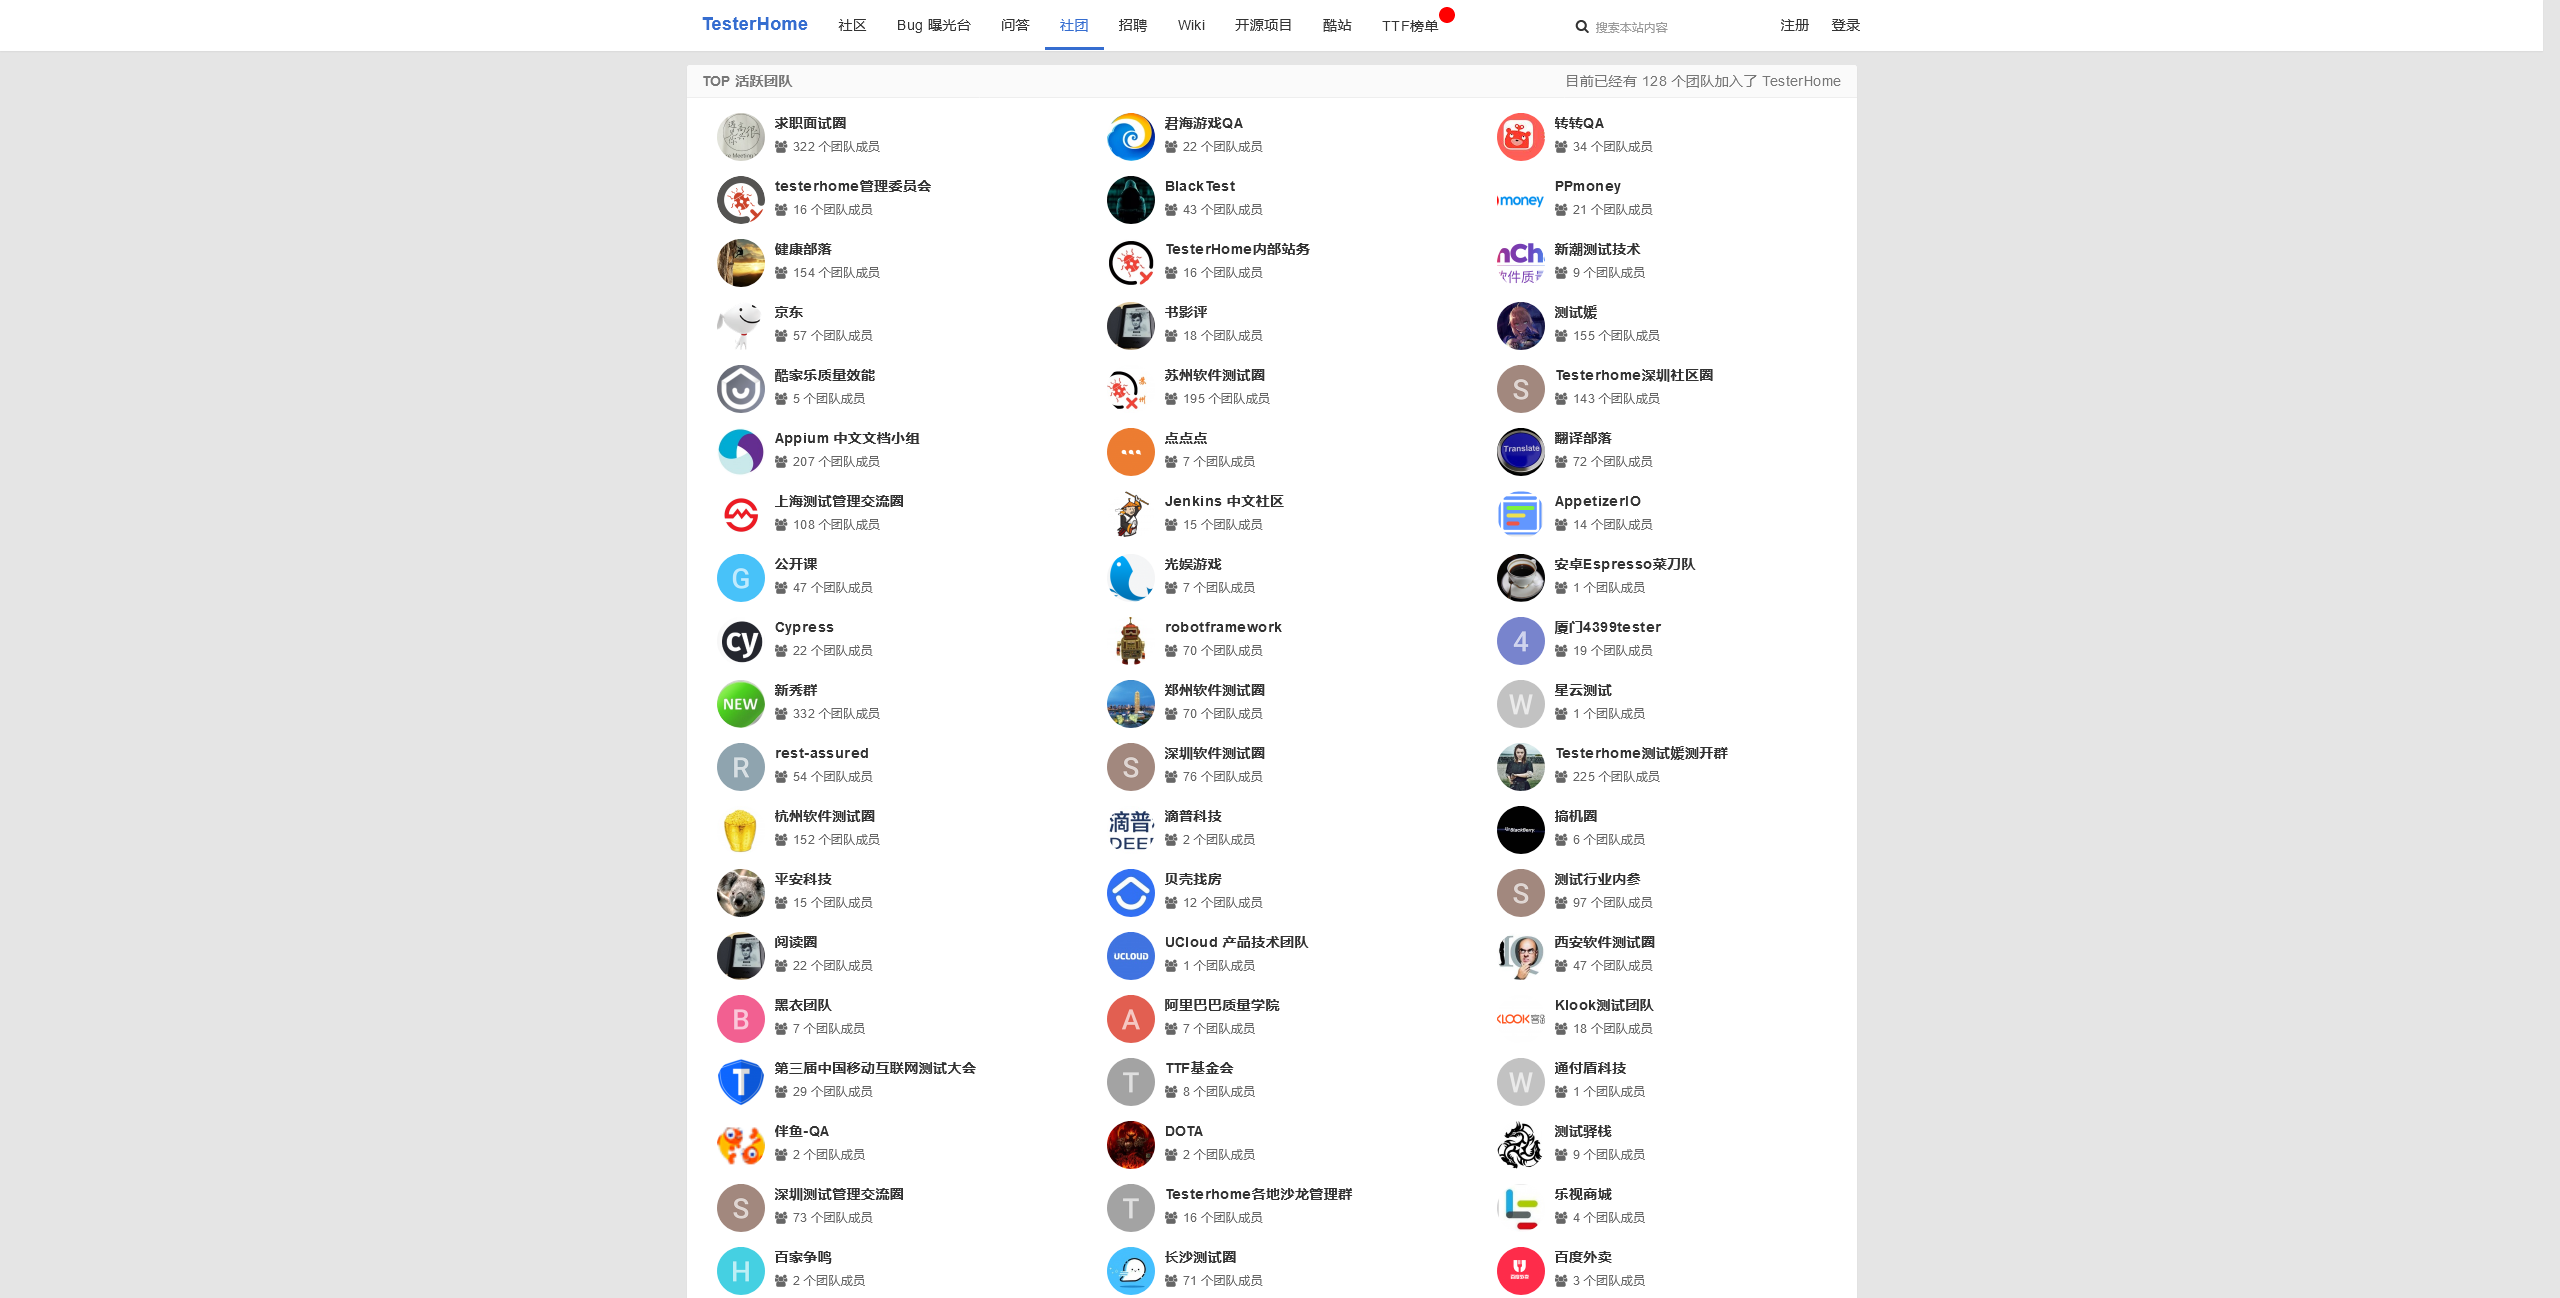 TesterHome 社区 Bug 曝光台 问答 社团 招聘 Wiki 开源项目 酷站 TTF榜单 搜索本站内容 注册 登录
TOP 活跃团队 目前已经有 128 个团队加入了 TesterHome
求职面试圈 君海游戏QA 转转QA
322 个团队成员 22 个团队成员 34 个团队成员
testerhome管理委员会 BlackTest PPmoney
16 个团队成员 43 个团队成员 money 21 个团队成员
健康部落 TesterHome内部站务 新潮测试技术
154 个团队成员 16 个团队成员 9 个团队成员
京东 书影评 测试媛
57 个团队成员 18 个团队成员 155 个团队成员
酷家乐质量效能 苏州软件测试圈 Testerhome深圳社区圈
5 个团队成员 195 个团队成员 S 143 个团队成员
Appium 中文文档小组 点点点 翻译部落
207 个团队成员 7 个团队成员 Translate 72 个团队成员
上海测试管理交流圈 Jenkins 中文社区 AppetizerIO
108 个团队成员 15 个团队成员 14 个团队成员
公开课 光娱游戏 安卓Espresso菜刀队
G 47 个团队成员 7 个团队成员 1 个团队成员
Cypress robotframework 厦门4399tester
cy 22 个团队成员 70 个团队成员 4 19 个团队成员
新秀群 郑州软件测试圈 星云测试
NEW 332 个团队成员 70 个团队成员 W 1 个团队成员
rest-assured 深圳软件测试圈 Testerhome测试媛测开群
R 54 个团队成员 S 76 个团队成员 225 个团队成员
杭州软件测试圈 滴普科技 搞机圈
152 个团队成员 滴普 DEEP 2 个团队成员 BlackBerry 6 个团队成员
平安科技 贝壳找房 测试行业内参
15 个团队成员 12 个团队成员 S 97 个团队成员
阅读圈 UCloud 产品技术团队 西安软件测试圈
22 个团队成员 UCLOUD 1 个团队成员 47 个团队成员
黑衣团队 阿里巴巴质量学院 Klook测试团队
B 7 个团队成员 A 7 个团队成员 KLOOK 18 个团队成员
第三届中国移动互联网测试大会 TTF基金会 通付盾科技
T 29 个团队成员 T 8 个团队成员 W 1 个团队成员
伴鱼-QA DOTA 测试驿栈
2 个团队成员 2 个团队成员 9 个团队成员
深圳测试管理交流圈 Testerhome各地沙龙管理群 乐视商城
S 73 个团队成员 T 16 个团队成员 4 个团队成员
百家争鸣 长沙测试圈 百度外卖
H 2 个团队成员 71 个团队成员 3 个团队成员